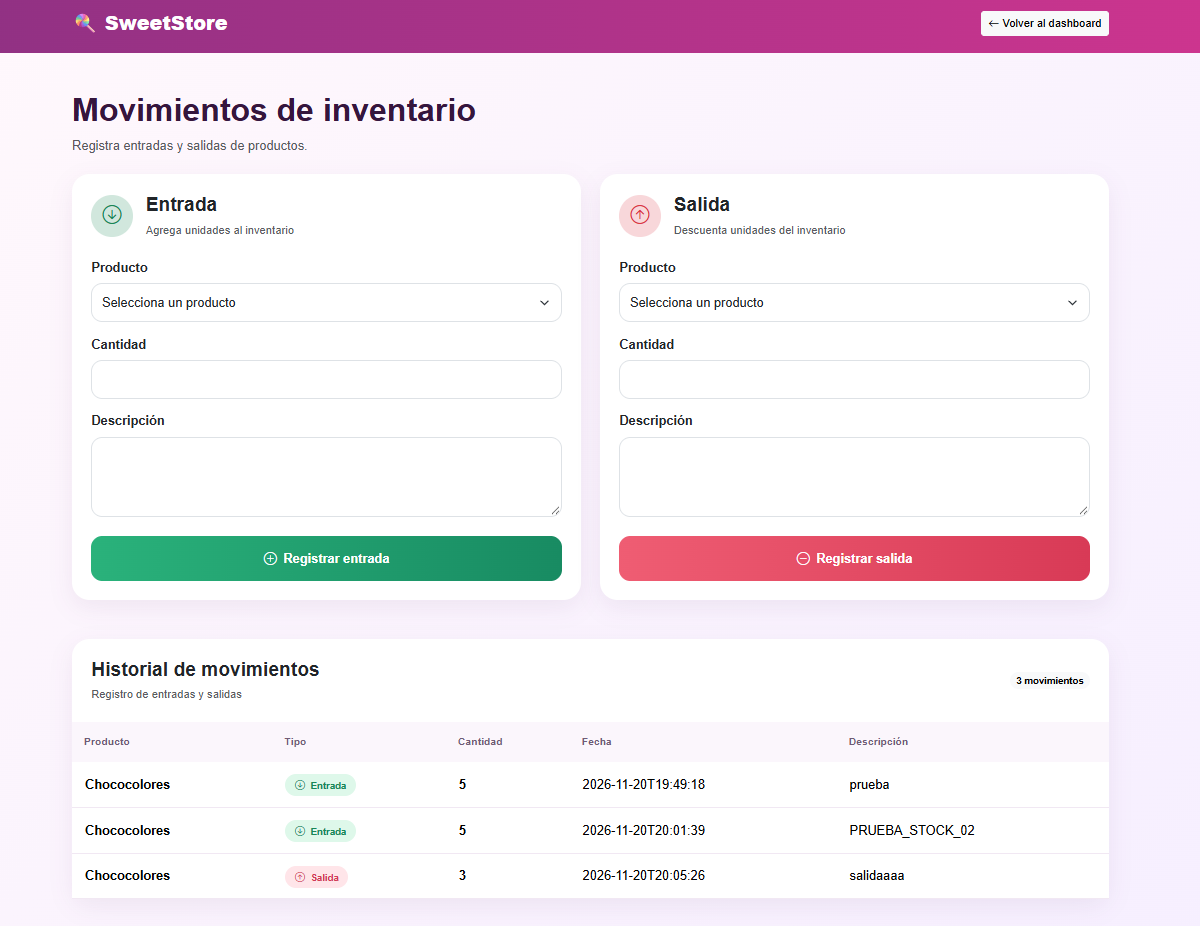 SweetStore
← Volver al dashboard
Movimientos de inventario
Registra entradas y salidas de productos.
Entrada
Agrega unidades al inventario
Producto
Selecciona un producto
Cantidad
Descripción
Registrar entrada
Salida
Descuenta unidades del inventario
Producto
Selecciona un producto
Cantidad
Descripción
Registrar salida
Historial de movimientos
Registro de entradas y salidas
3 movimientos
Producto Tipo Cantidad Fecha Descripción
Chococolores Entrada 5 2026-11-20T19:49:18 prueba
Chococolores Entrada 5 2026-11-20T20:01:39 PRUEBA_STOCK_02
Chococolores Salida 3 2026-11-20T20:05:26 salidaaaa